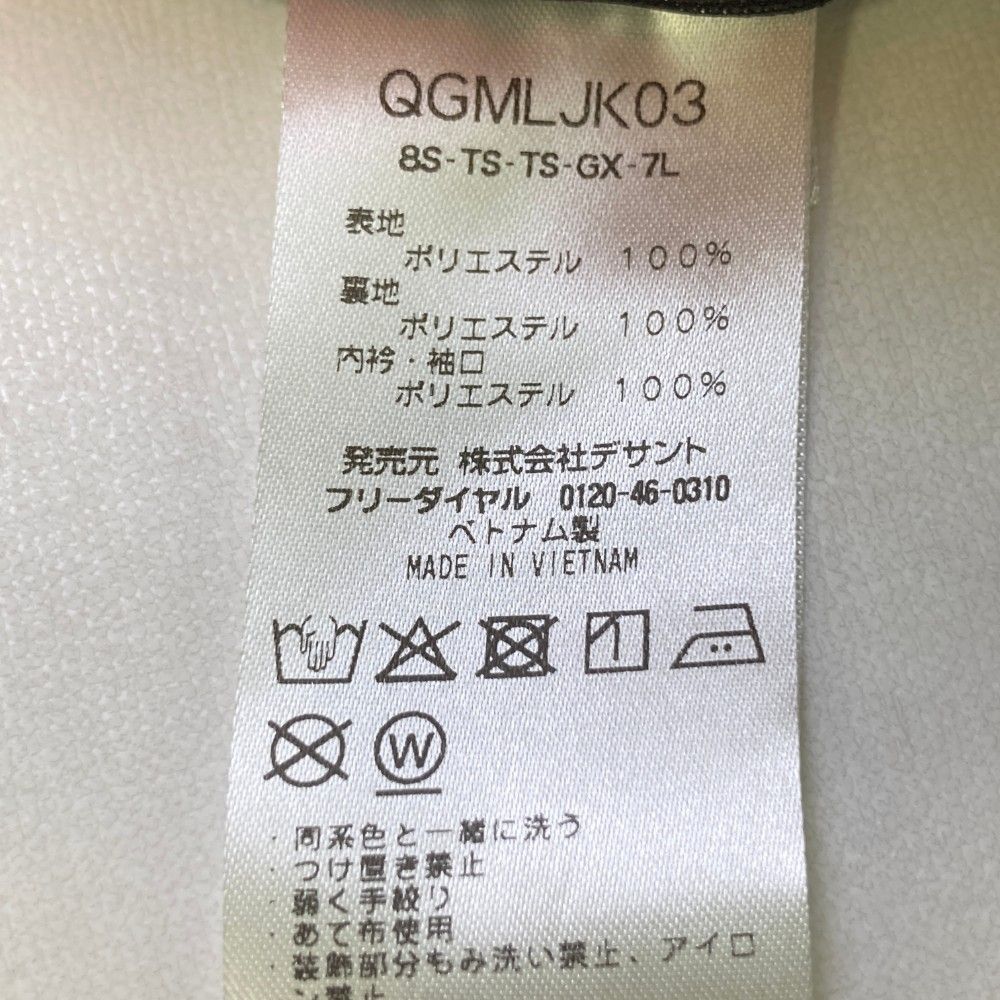 QGMLJK03
8S-TS-TS-GX-7L
表地
ポリエステル 100%
裏地
ポリエステル 100%
内衿・袖口
ポリエステル 100%
発売元 株式会社デサント
フリーダイヤル 0120-46-0310
ベトナム製
MADE IN VIETNAM
W
・同系色と一緒に洗う
・つけ置き禁止
・弱く手絞り
・あて布使用
・装飾部分もみ洗い禁止、アイロ
ン禁止